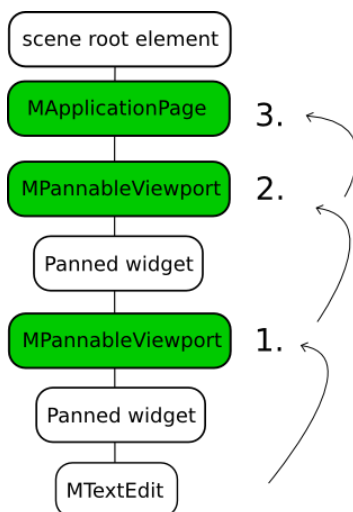 scene root element
MApplicationPage
3.
MPannableViewport
2.
Panned widget
MPannableViewport
1.
Panned widget
MTextEdit